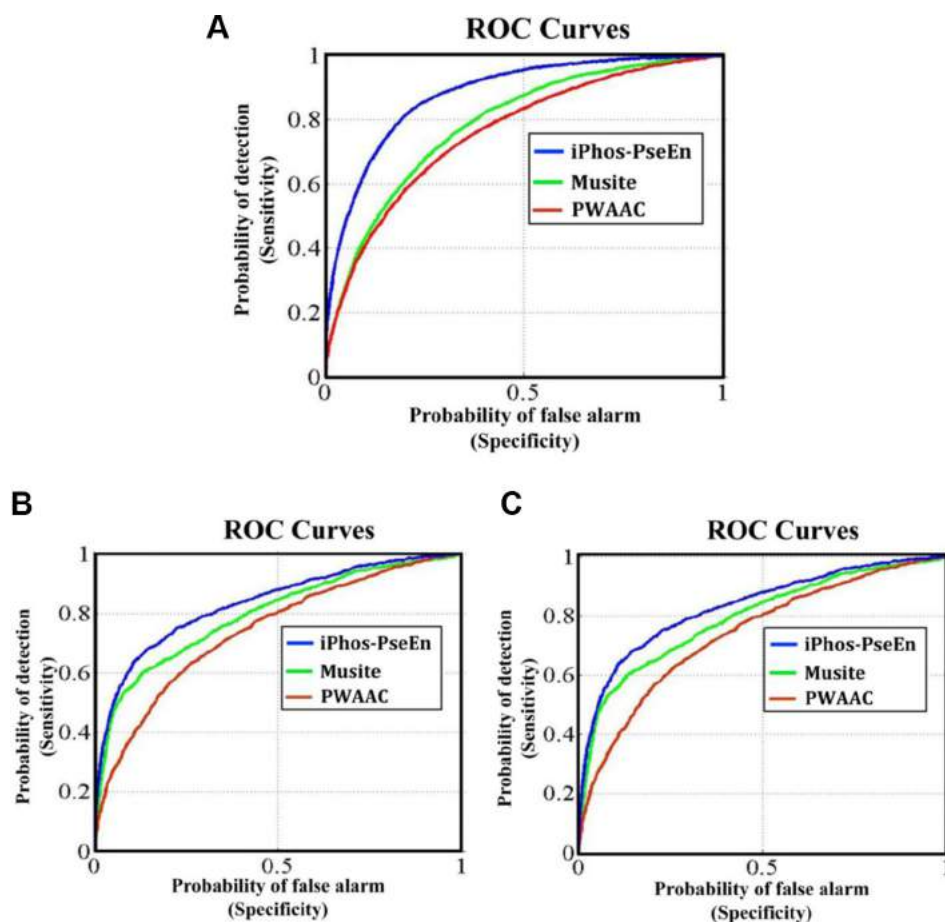 A
ROC Curves
1
0.8
0.6
0.4
0.2
0
Probability of detection
(Sensitivity)
iPhos-PseEn
Musite
PWAAC
0
0.5
1
Probability of false alarm
(Specificity)
B
ROC Curves
1
0.8
0.6
0.4
0.2
0
Probability of detection
(Sensitivity)
iPhos-PseEn
Musite
PWAAC
0
0.5
1
Probability of false alarm
(Specificity)
C
ROC Curves
1
0.8
0.6
0.4
0.2
0
Probability of detection
(Sensitivity)
iPhos-PseEn
Musite
PWAAC
0
0.5
1
Probability of false alarm
(Specificity)